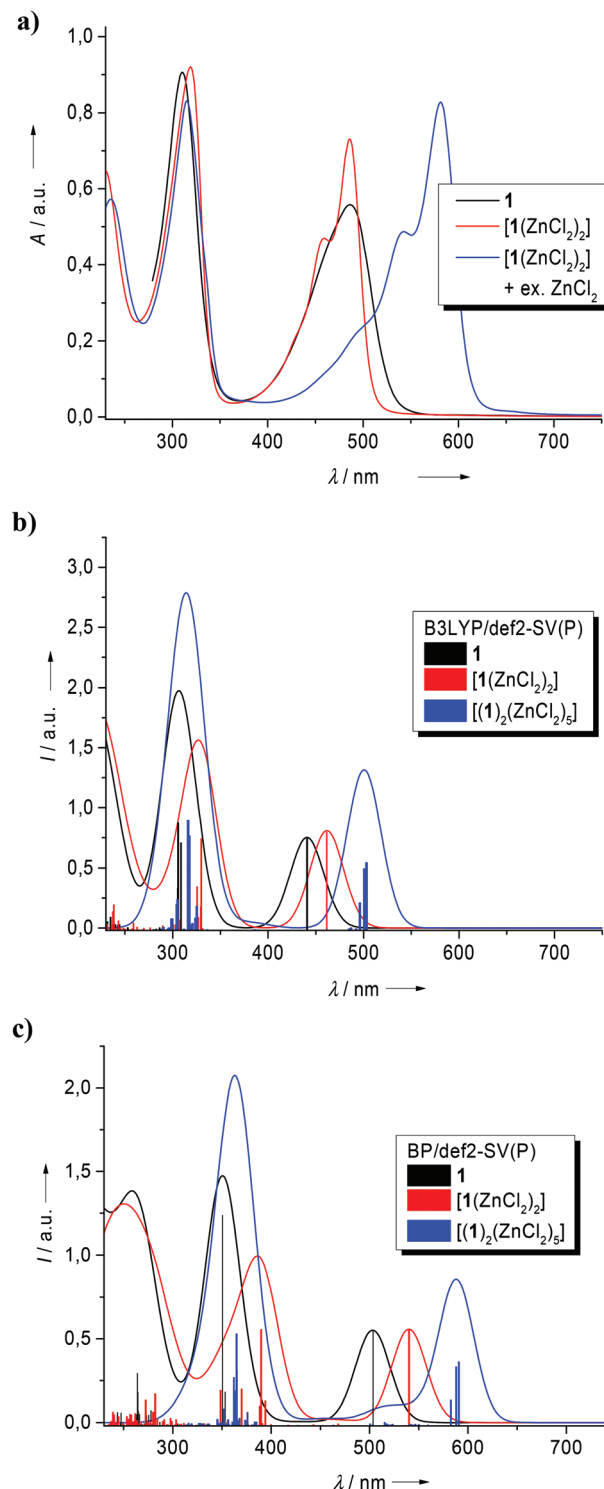 a)
1,0
0,8
0,6
0,4
0,2
0,0
A / a.u.
1
[1(ZnCl₂)₂]
[1(ZnCl₂)₂]
+ ex. ZnCl₂
300 400 500 600 700
λ / nm
b)
3,0
2,5
2,0
1,5
1,0
0,5
0,0
I / a.u.
B3LYP/def2-SV(P)
1
[1(ZnCl₂)₂]
[(1)₂(ZnCl₂)₅]
300 400 500 600 700
λ / nm
c)
2,0
1,5
1,0
0,5
0,0
I / a.u.
BP/def2-SV(P)
1
[1(ZnCl₂)₂]
[(1)₂(ZnCl₂)₅]
300 400 500 600 700
λ / nm